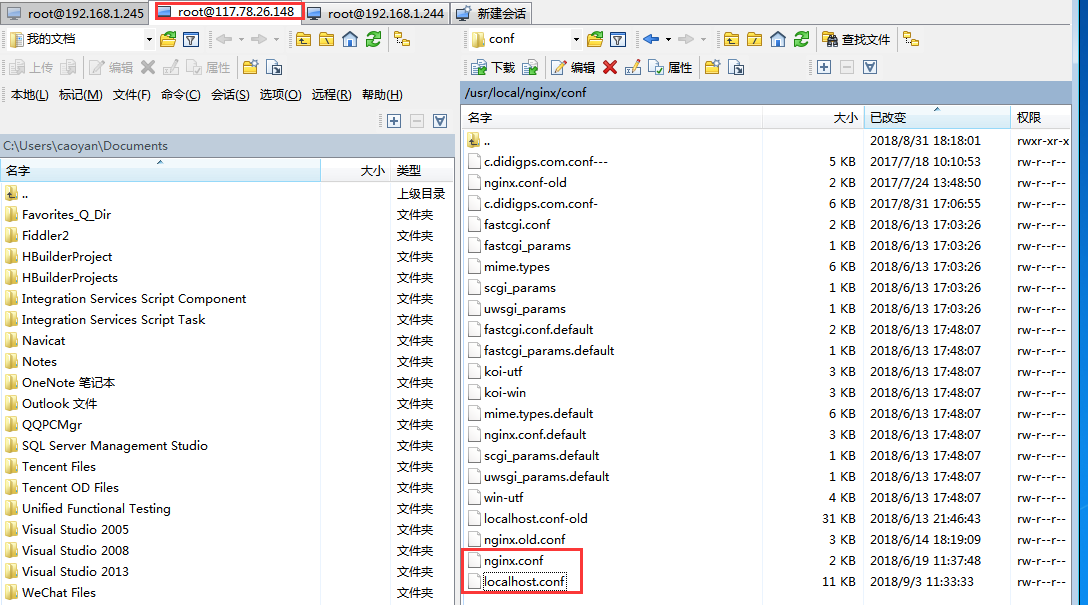 root@192.168.1.245 root@117.78.26.148 root@192.168.1.244 新建会话
我的文档
上传 编辑 属性
本地(L) 标记(M) 文件(F) 命令(C) 会话(S) 选项(O) 远程(R) 帮助(H)
C:\Users\caoyan\Documents
名字 大小 类型
.. 上级目录
Favorites_Q_Dir 文件夹
Fiddler2 文件夹
HBuilderProject 文件夹
HBuilderProjects 文件夹
Integration Services Script Component 文件夹
Integration Services Script Task 文件夹
Navicat 文件夹
Notes 文件夹
OneNote 笔记本 文件夹
Outlook 文件 文件夹
QQPCMgr 文件夹
SQL Server Management Studio 文件夹
Tencent Files 文件夹
Tencent OD Files 文件夹
Unified Functional Testing 文件夹
Visual Studio 2005 文件夹
Visual Studio 2008 文件夹
Visual Studio 2013 文件夹
WeChat Files 文件夹
conf 查找文件
下载 编辑 属性
/usr/local/nginx/conf
名字 大小 已改变 权限
.. 2018/8/31 18:18:01 rwxr-xr-x
c.didigps.com.conf--- 5 KB 2017/7/18 10:10:53 rw-r--r--
nginx.conf-old 2 KB 2017/7/24 13:48:50 rw-r--r--
c.didigps.com.conf- 6 KB 2017/8/31 17:06:55 rw-r--r--
fastcgi.conf 2 KB 2018/6/13 17:03:26 rw-r--r--
fastcgi_params 1 KB 2018/6/13 17:03:26 rw-r--r--
mime.types 6 KB 2018/6/13 17:03:26 rw-r--r--
scgi_params 1 KB 2018/6/13 17:03:26 rw-r--r--
uwsgi_params 1 KB 2018/6/13 17:03:26 rw-r--r--
fastcgi.conf.default 2 KB 2018/6/13 17:48:07 rw-r--r--
fastcgi_params.default 1 KB 2018/6/13 17:48:07 rw-r--r--
koi-utf 3 KB 2018/6/13 17:48:07 rw-r--r--
koi-win 3 KB 2018/6/13 17:48:07 rw-r--r--
mime.types.default 6 KB 2018/6/13 17:48:07 rw-r--r--
nginx.conf.default 3 KB 2018/6/13 17:48:07 rw-r--r--
scgi_params.default 1 KB 2018/6/13 17:48:07 rw-r--r--
uwsgi_params.default 1 KB 2018/6/13 17:48:07 rw-r--r--
win-utf 4 KB 2018/6/13 17:48:07 rw-r--r--
localhost.conf-old 31 KB 2018/6/13 21:46:43 rw-r--r--
nginx.old.conf 3 KB 2018/6/14 18:19:09 rw-r--r--
nginx.conf 2 KB 2018/6/19 11:37:48 rw-r--r--
localhost.conf 11 KB 2018/9/3 11:33:33 rw-r--r--